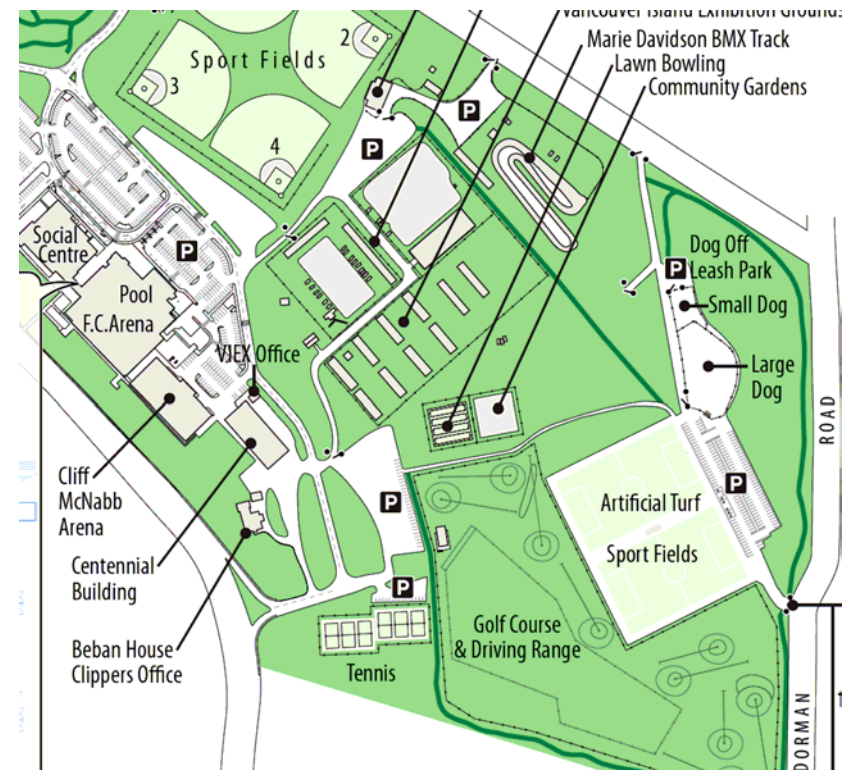 Vancouver Island Exhibition Grounds
Marie Davidson BMX Track
Lawn Bowling
Community Gardens
Sport Fields
2
3
4
P
P
P
Social
Centre
Pool
F.C.Arena
VIEX Office
Dog Off
Leash Park
P
Small Dog
Large
Dog
ROAD
Cliff
McNabb
Arena
Centennial
Building
Beban House
Clippers Office
P
P
P
Artificial Turf
Sport Fields
Golf Course
& Driving Range
Tennis
DORMAN